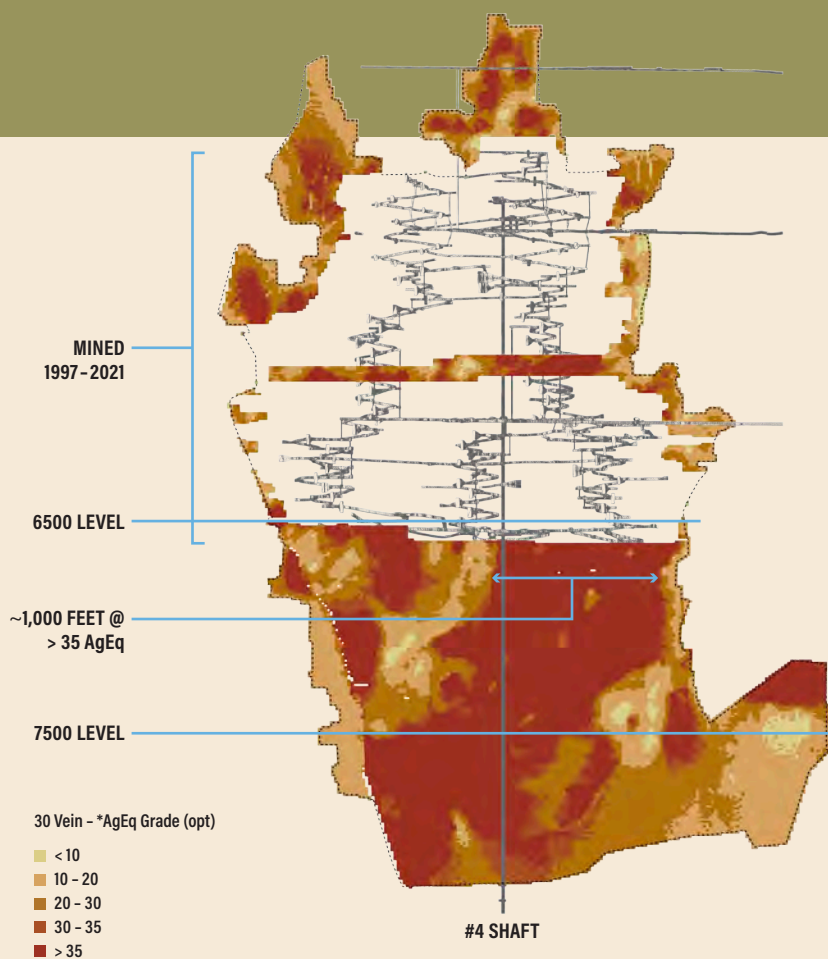 MINED
1997–2021
6500 LEVEL
~1,000 FEET @
> 35 AgEq
7500 LEVEL
30 Vein – *AgEq Grade (opt)
< 10
10 – 20
20 – 30
30 – 35
> 35
#4 SHAFT